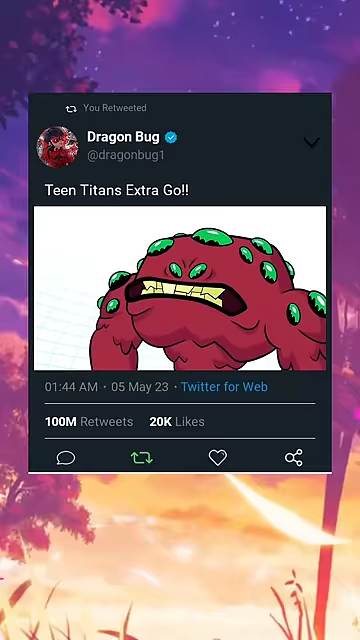 You Retweeted
Dragon Bug
@dragonbug1
Teen Titans Extra Go!!
01:44 AM · 05 May 23 · Twitter for Web
100M Retweets 20K Likes